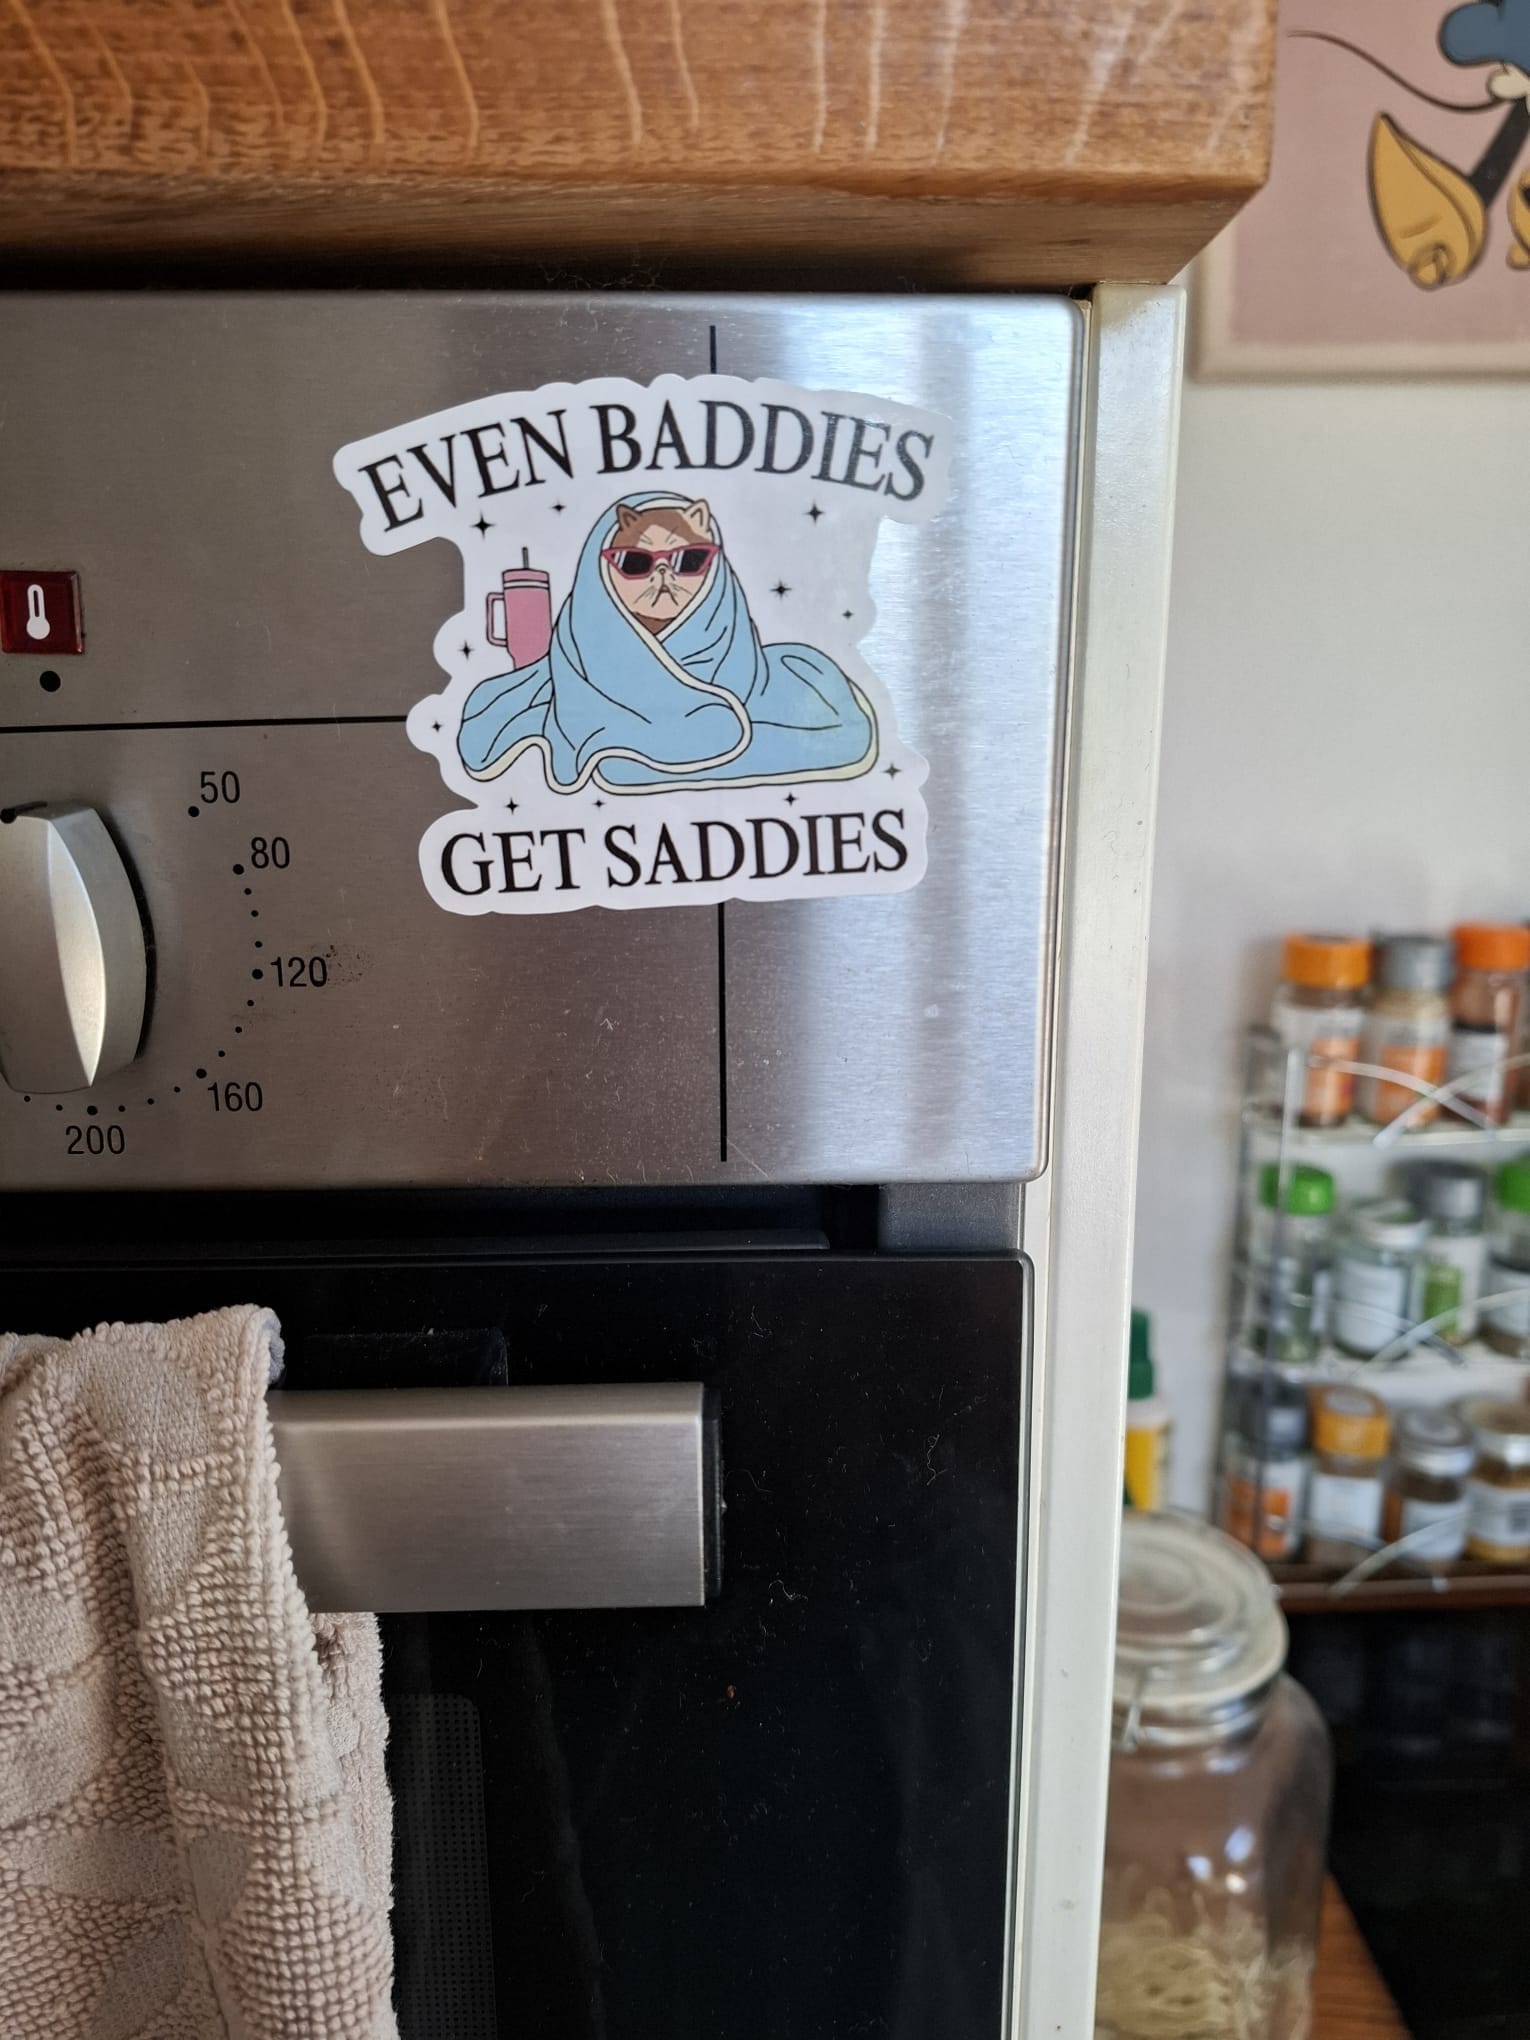 EVEN BADDIES
GET SADDIES
50
80
120
160
200